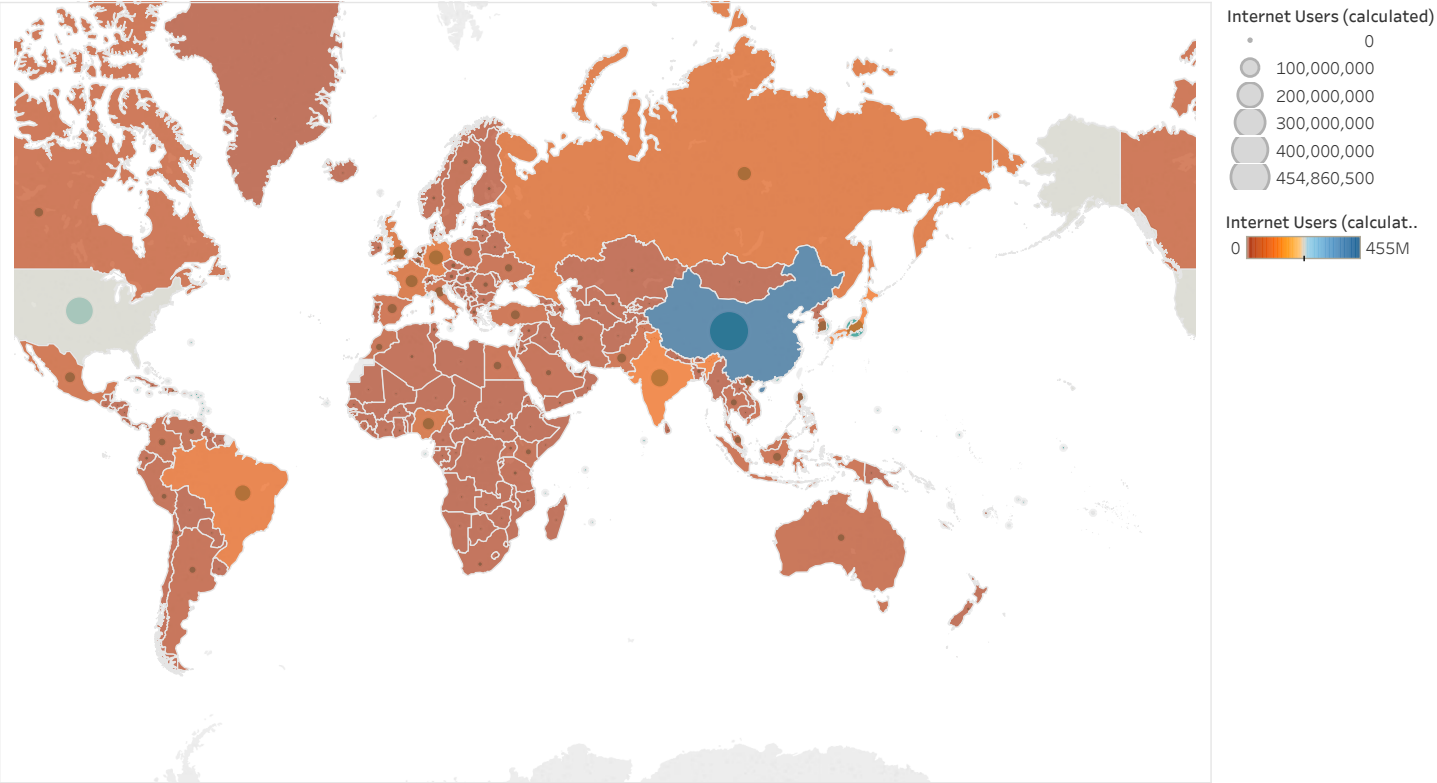 Internet Users (calculated)
0
100,000,000
200,000,000
300,000,000
400,000,000
454,860,500
Internet Users (calculat..
0 455M